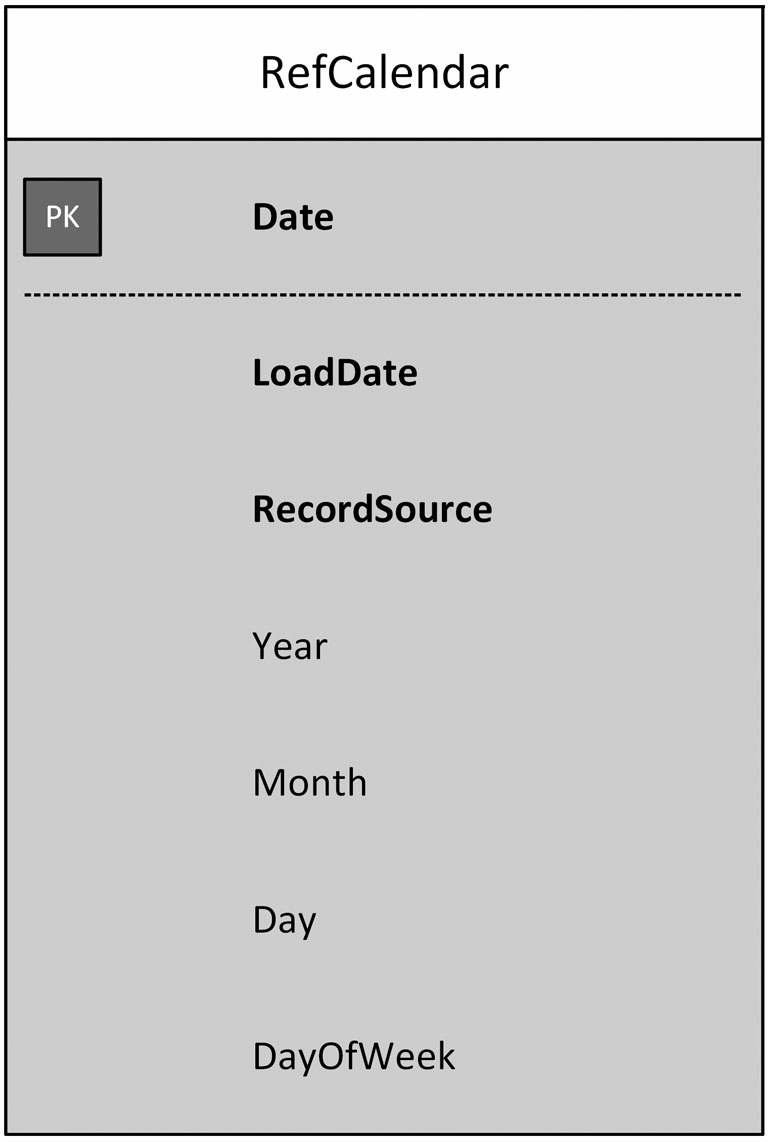 RefCalendar
PK Date
LoadDate
RecordSource
Year
Month
Day
DayOfWeek